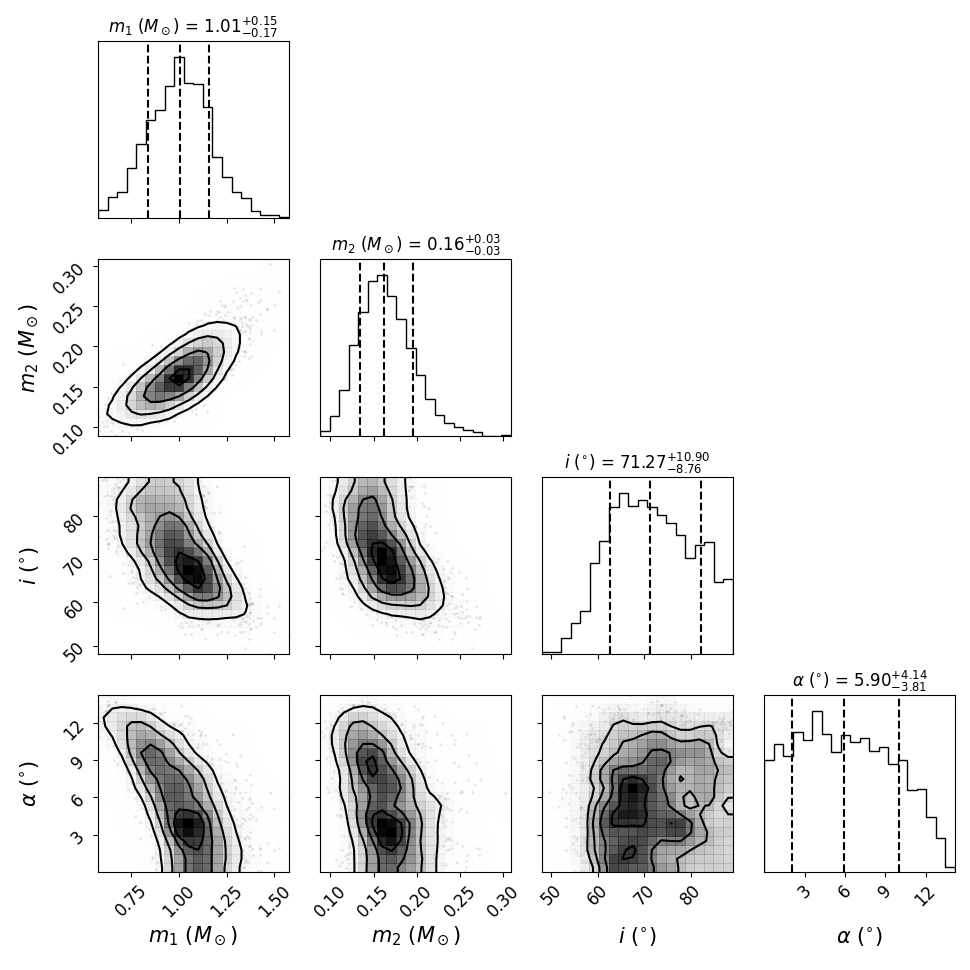 m₁ (M⊙) = 1.01⁺⁰·¹⁵₋₀.₁₇
m₂ (M⊙) = 0.16⁺⁰·⁰³₋₀.₀₃
0.30
0.25
0.20
0.15
0.10
m₂ (M⊙)
i (°) = 71.27⁺¹⁰·⁹⁰₋₈.₇₆
80
70
60
50
i (°)
α (°) = 5.90⁺⁴·¹⁴₋₃.₈₁
12
9
6
3
α (°)
0.75 1.00 1.25 1.50
0.10 0.15 0.20 0.25 0.30
50 60 70 80
3 6 9 12
m₁ (M⊙) m₂ (M⊙) i (°) α (°)